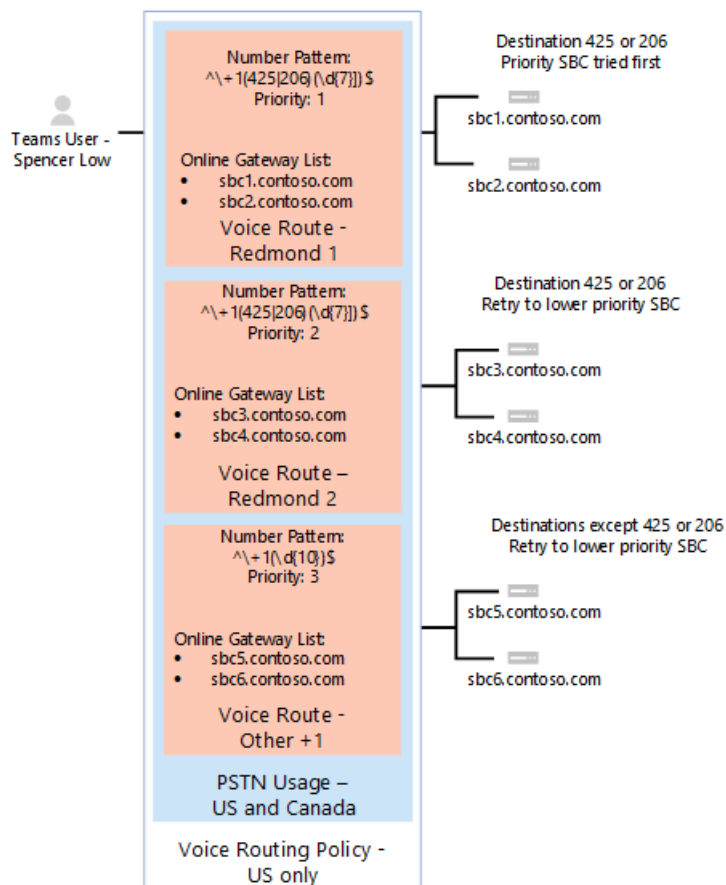 Teams User -
Spencer Low
Number Pattern:
^\+1(425|206)(\d{7}])$
Priority: 1
Online Gateway List:
• sbc1.contoso.com
• sbc2.contoso.com
Voice Route -
Redmond 1
Destination 425 or 206
Priority SBC tried first
sbc1.contoso.com
sbc2.contoso.com
Number Pattern:
^\+1(425|206)(\d{7}])$
Priority: 2
Online Gateway List:
• sbc3.contoso.com
• sbc4.contoso.com
Voice Route –
Redmond 2
Destination 425 or 206
Retry to lower priority SBC
sbc3.contoso.com
sbc4.contoso.com
Number Pattern:
^\+1(\d{10})$
Priority: 3
Online Gateway List:
• sbc5.contoso.com
• sbc6.contoso.com
Voice Route -
Other +1
Destinations except 425 or 206
Retry to lower priority SBC
sbc5.contoso.com
sbc6.contoso.com
PSTN Usage –
US and Canada
Voice Routing Policy -
US only